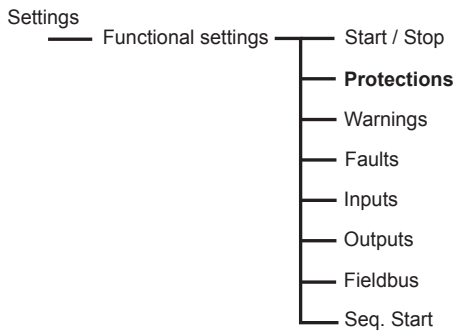 Settings
Functional settings
Start / Stop
Protections
Warnings
Faults
Inputs
Outputs
Fieldbus
Seq. Start